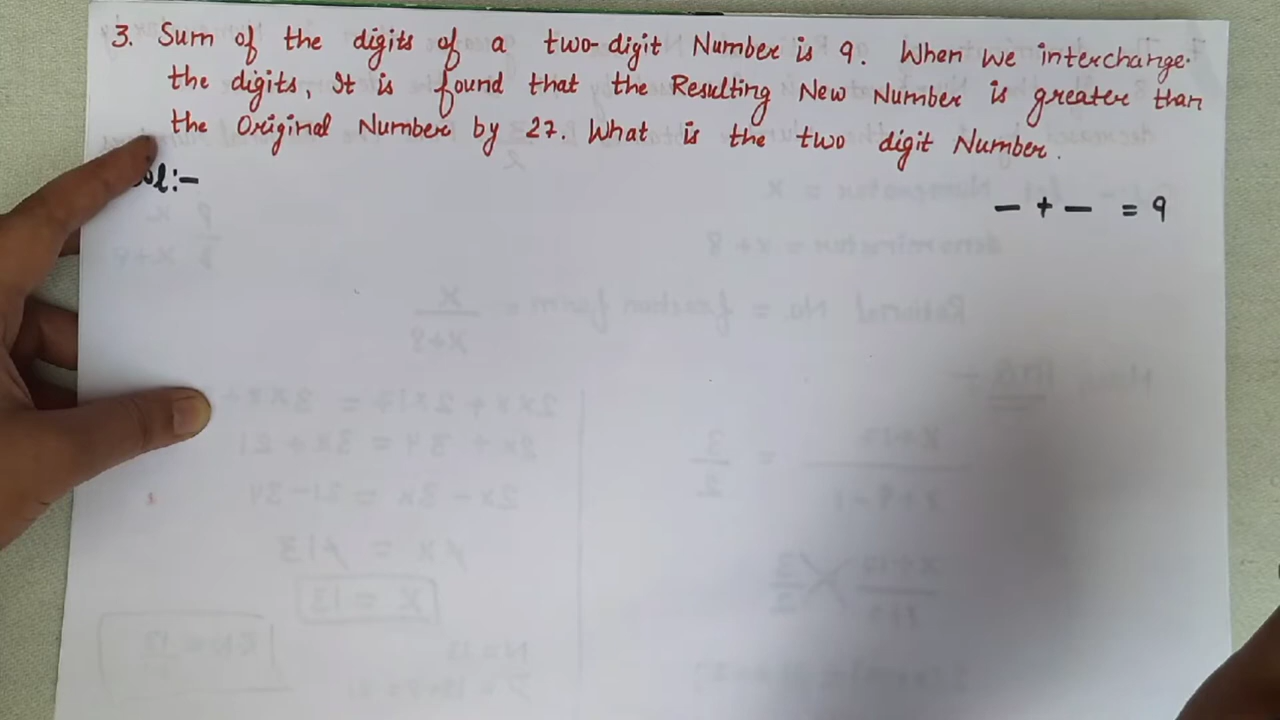 3. Sum of the digits of a two-digit Number is 9. When we interchange.
the digits, It is found that the Resulting New Number is greater than
the Original Number by 27. What is the two digit Number.
Sol:-
— + — = 9